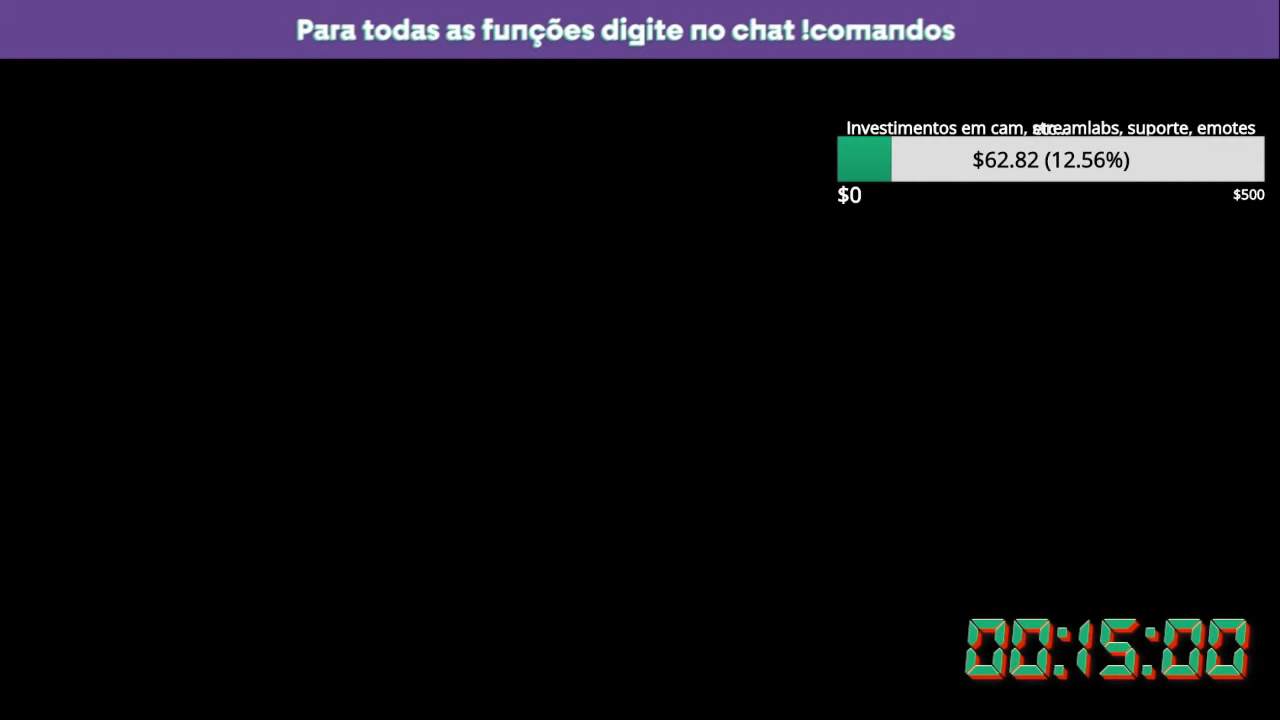 Para todas as funções digite no chat !comandos
Investimentos em cam, streamlabs, suporte, emotes
etc...
$62.82 (12.56%)
$0
$500
00:15:00